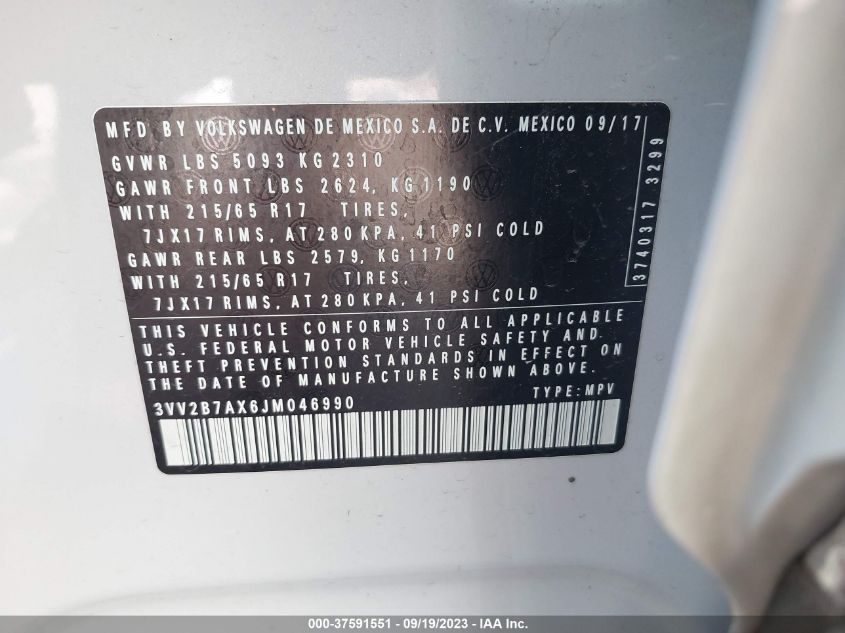 MFD BY VOLKSWAGEN DE MEXICO S.A. DE C.V. MEXICO 09/17
GVWR LBS 5093 KG 2310
GAWR FRONT LBS 2624, KG 1190
WITH 215/65 R17 TIRES,
7JX17 RIMS, AT 280 KPA, 41 PSI COLD
GAWR REAR LBS 2579, KG 1170
WITH 215/65 R17 TIRES,
7JX17 RIMS, AT 280 KPA, 41 PSI COLD
3740317 3299
THIS VEHICLE CONFORMS TO ALL APPLICABLE
U.S. FEDERAL MOTOR VEHICLE SAFETY AND
THEFT PREVENTION STANDARDS IN EFFECT ON
THE DATE OF MANUFACTURE SHOWN ABOVE.
3VV2B7AX6JM046990 TYPE: MPV
000-37591551 - 09/19/2023 - IAA Inc.